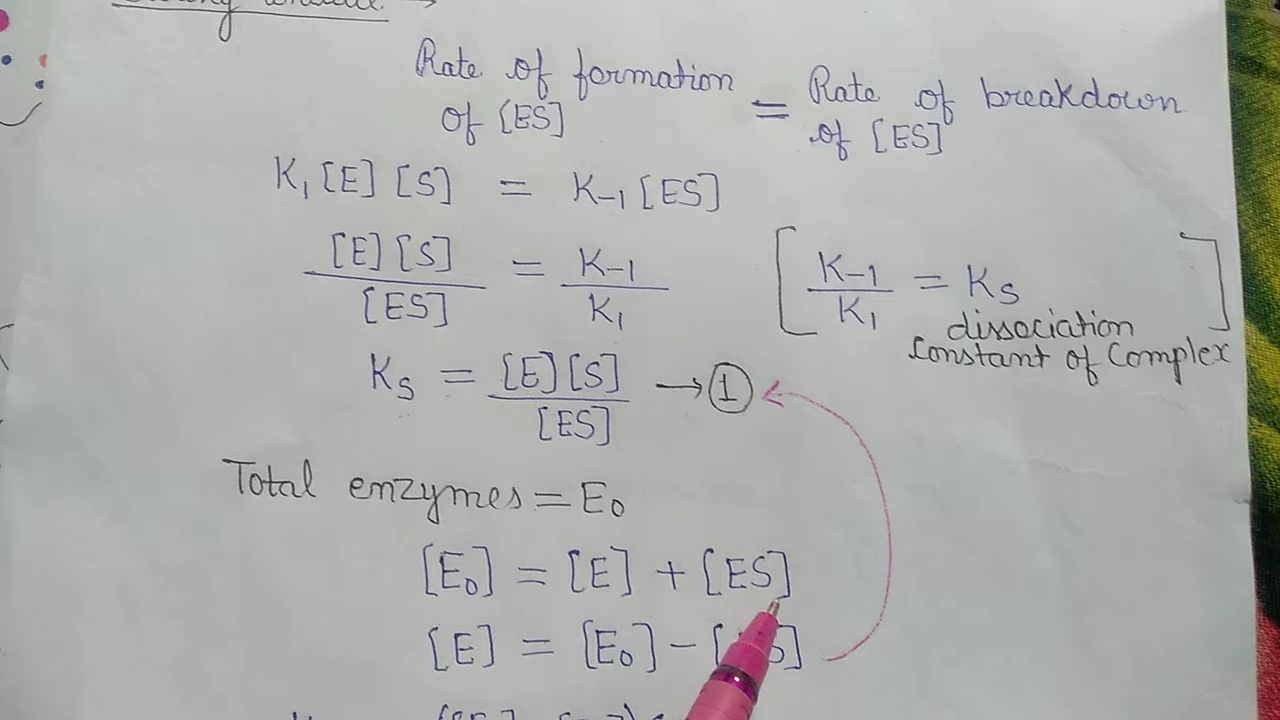 Rate of formation of [ES] = Rate of breakdown of [ES]
K₁[E][S] = K₋₁[ES]
[E][S] / [ES] = K₋₁ / K₁ [K₋₁ / K₁ = Ks dissociation Constant of Complex]
Ks = [E][S] / [ES] → ①
Total enzymes = E₀
[E₀] = [E] + [ES]
[E] = [E₀] - [ S]